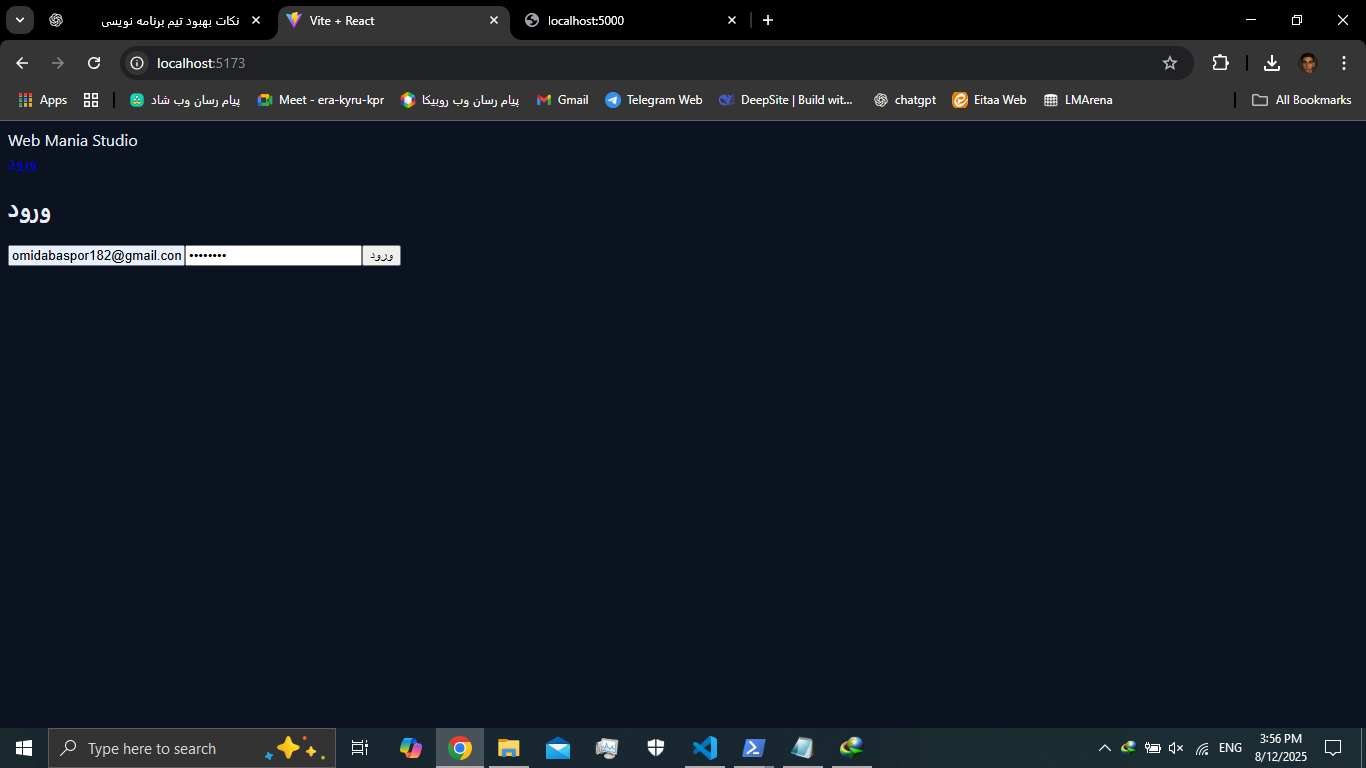 نکات بهبود تیم برنامه نویسی
Vite + React
localhost:5000
localhost:5173
Apps
پیام رسان وب شاد
Meet - era-kyru-kpr
پیام رسان وب روبیکا
Gmail
Telegram Web
DeepSite | Build wit...
chatgpt
Eitaa Web
LMArena
All Bookmarks
Web Mania Studio
ورود
ورود
omidabaspor182@gmail.con
ورود
Type here to search
ENG
3:56 PM
8/12/2025